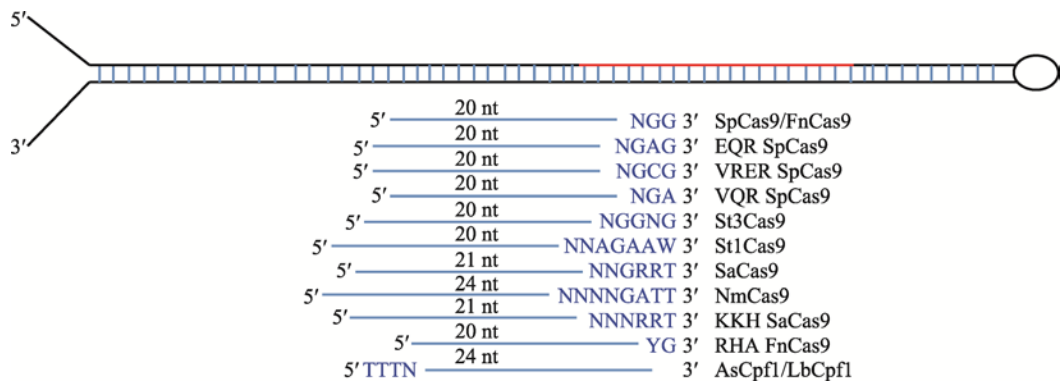 5′
3′
20 nt
5′ NGG 3′ SpCas9/FnCas9
20 nt
5′ NGAG 3′ EQR SpCas9
20 nt
5′ NGCG 3′ VRER SpCas9
20 nt
5′ NGA 3′ VQR SpCas9
20 nt
5′ NGGNG 3′ St3Cas9
20 nt
5′ NNAGAAW 3′ St1Cas9
21 nt
5′ NNGRRT 3′ SaCas9
24 nt
5′ NNNNGATT 3′ NmCas9
21 nt
5′ NNNRRT 3′ KKH SaCas9
20 nt
5′ YG 3′ RHA FnCas9
24 nt
5′ TTTN 3′ AsCpf1/LbCpf1